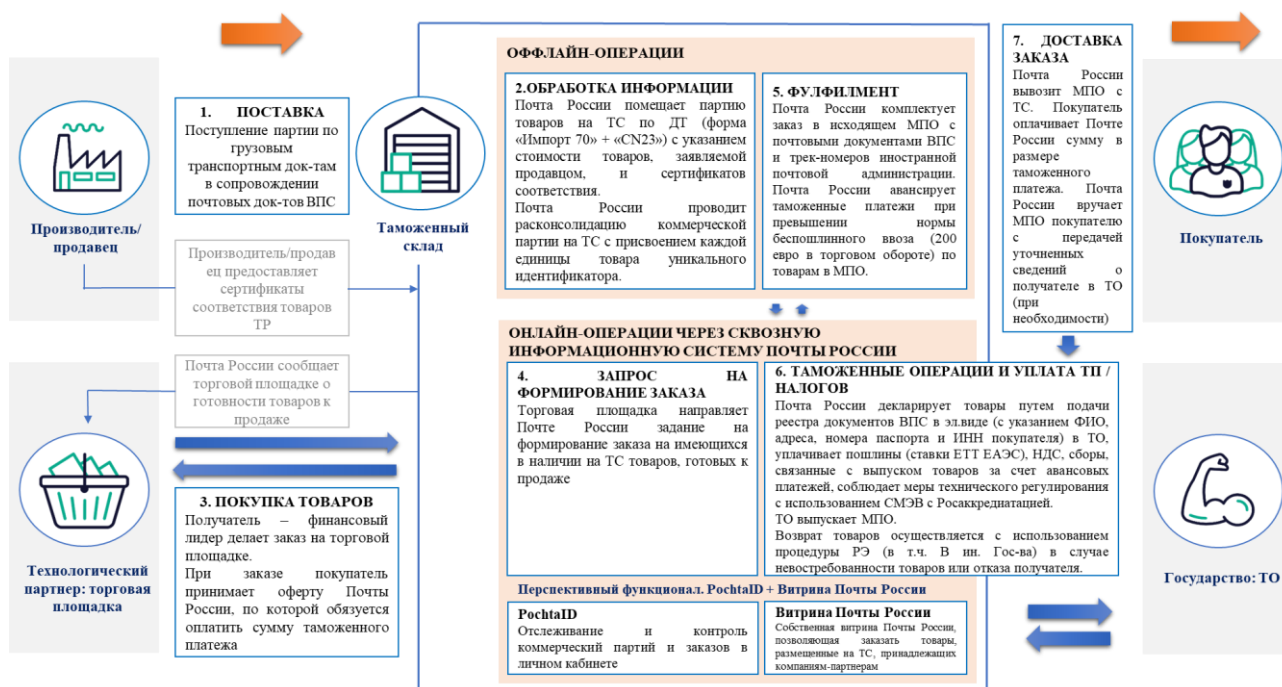 ОФФЛАЙН-ОПЕРАЦИИ
1. ПОСТАВКА
Поступление партии по
грузовым
транспортным док-там
в сопровождении
почтовых док-тов ВПС
Производитель/
продавец
Таможенный
склад
Производитель/продав
ец предоставляет
сертификаты
соответствия товаров
ТР
2.ОБРАБОТКА ИНФОРМАЦИИ
Почта России помещает партию
товаров на ТС по ДТ (форма
«Импорт 70» + «CN23») с указанием
стоимости товаров, заявляемой
продавцом, и сертификатов
соответствия.
Почта России проводит
расконсолидацию коммерческой
партии на ТС с присвоением каждой
единицы товара уникального
идентификатора.
5. ФУЛФИЛМЕНТ
Почта России комплектует
заказ в исходящем МПО с
почтовыми документами ВПС
и трек-номеров иностранной
почтовой администрации.
Почта России авансирует
таможенные платежи при
превышении нормы
беспошлинного ввоза (200
евро в торговом обороте) по
товарам в МПО.
7. ДОСТАВКА
ЗАКАЗА
Почта России
вывозит МПО с
ТС. Покупатель
оплачивает Почте
России сумму в
размере
таможенного
платежа. Почта
России вручает
МПО покупателю
с передачей
уточненных
сведений о
получателе в ТО
(при
необходимости)
Покупатель
Почта России сообщает
торговой площадке о
готовности товаров к
продаже
Технологический
партнер: торговая
площадка
3. ПОКУПКА ТОВАРОВ
Получатель – финансовый
лидер делает заказ на торговой
площадке.
При заказе покупатель
принимает оферту Почты
России, по которой обязуется
оплатить сумму таможенного
платежа
ОНЛАЙН-ОПЕРАЦИИ ЧЕРЕЗ СКВОЗНУЮ
ИНФОРМАЦИОННУЮ СИСТЕМУ ПОЧТЫ РОССИИ
4. ЗАПРОС НА
ФОРМИРОВАНИЕ ЗАКАЗА
Торговая площадка направляет
Почте России задание на
формирование заказа на имеющихся
в наличии на ТС товаров, готовых к
продаже
6. ТАМОЖЕННЫЕ ОПЕРАЦИИ И УПЛАТА ТП /
НАЛОГОВ
Почта России декларирует товары путем подачи
реестра документов ВПС в эл.виде (с указанием ФИО,
адреса, номера паспорта и ИНН покупателя) в ТО,
уплачивает пошлины (ставки ЕТТ ЕАЭС), НДС, сборы,
связанные с выпуском товаров за счет авансовых
платежей, соблюдает меры технического регулирования
с использованием СМЭВ с Росаккредиатацией.
ТО выпускает МПО.
Возврат товаров осуществляется с использованием
процедуры РЭ (в т.ч. В ин. Гос-ва) в случае
невостребованности товаров или отказа получателя.
Государство: ТО
Перспективный функционал. PochtaID + Витрина Почты России
PochtaID
Отслеживание и контроль
коммерческий партий и заказов в
личном кабинете
Витрина Почты России
Собственная витрина Почты России,
позволяющая заказать товары,
размещенные на ТС, принадлежащих
компаниям-партнерам